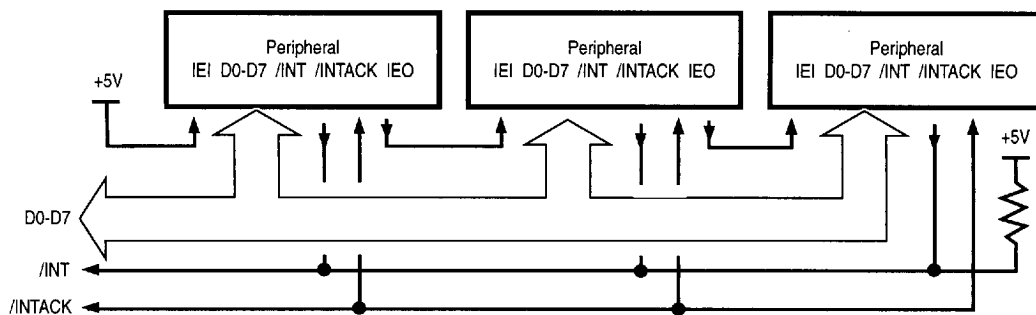 Peripheral
IEI D0-D7 /INT /INTACK IEO
Peripheral
IEI D0-D7 /INT /INTACK IEO
Peripheral
IEI D0-D7 /INT /INTACK IEO
+5V
+5V
D0-D7
/INT
/INTACK